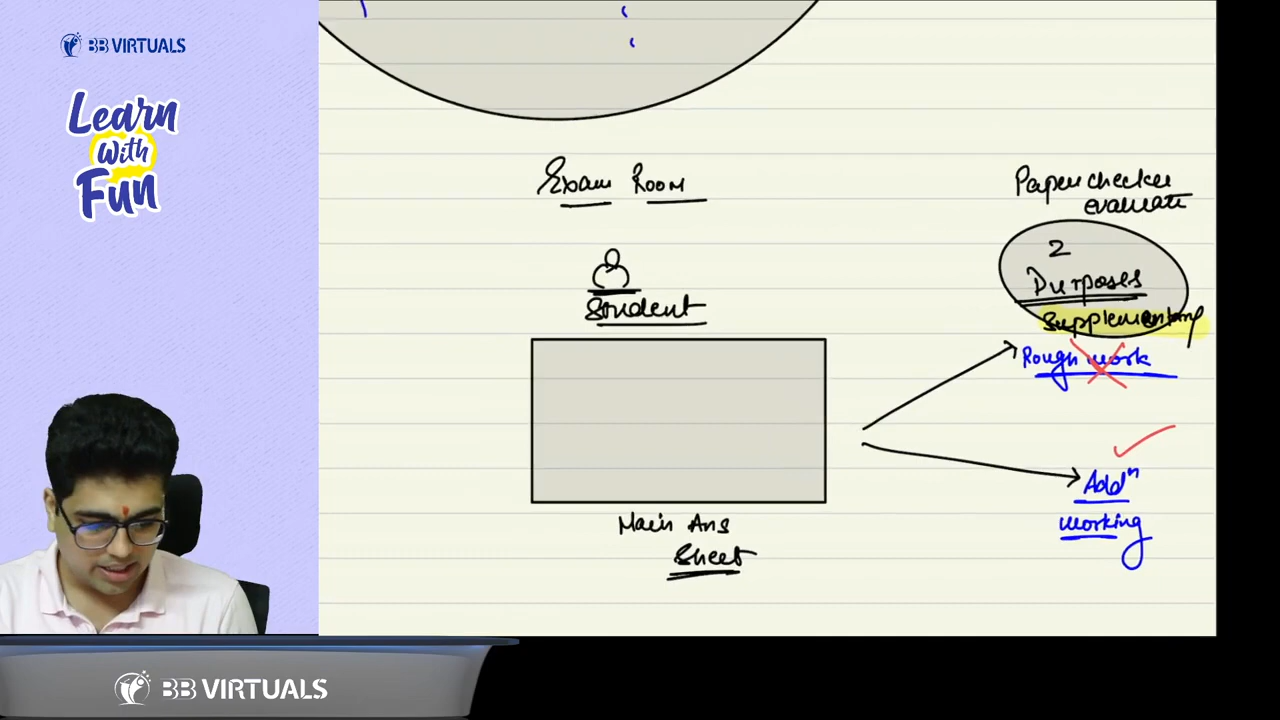 BB VIRTUALS
Learn
with
Fun
Exam Room
Paper checker
evaluate
2
Purposes
Student
Supplementary
Rough work
Addⁿ
working
Main Ans
Sheet
BB VIRTUALS